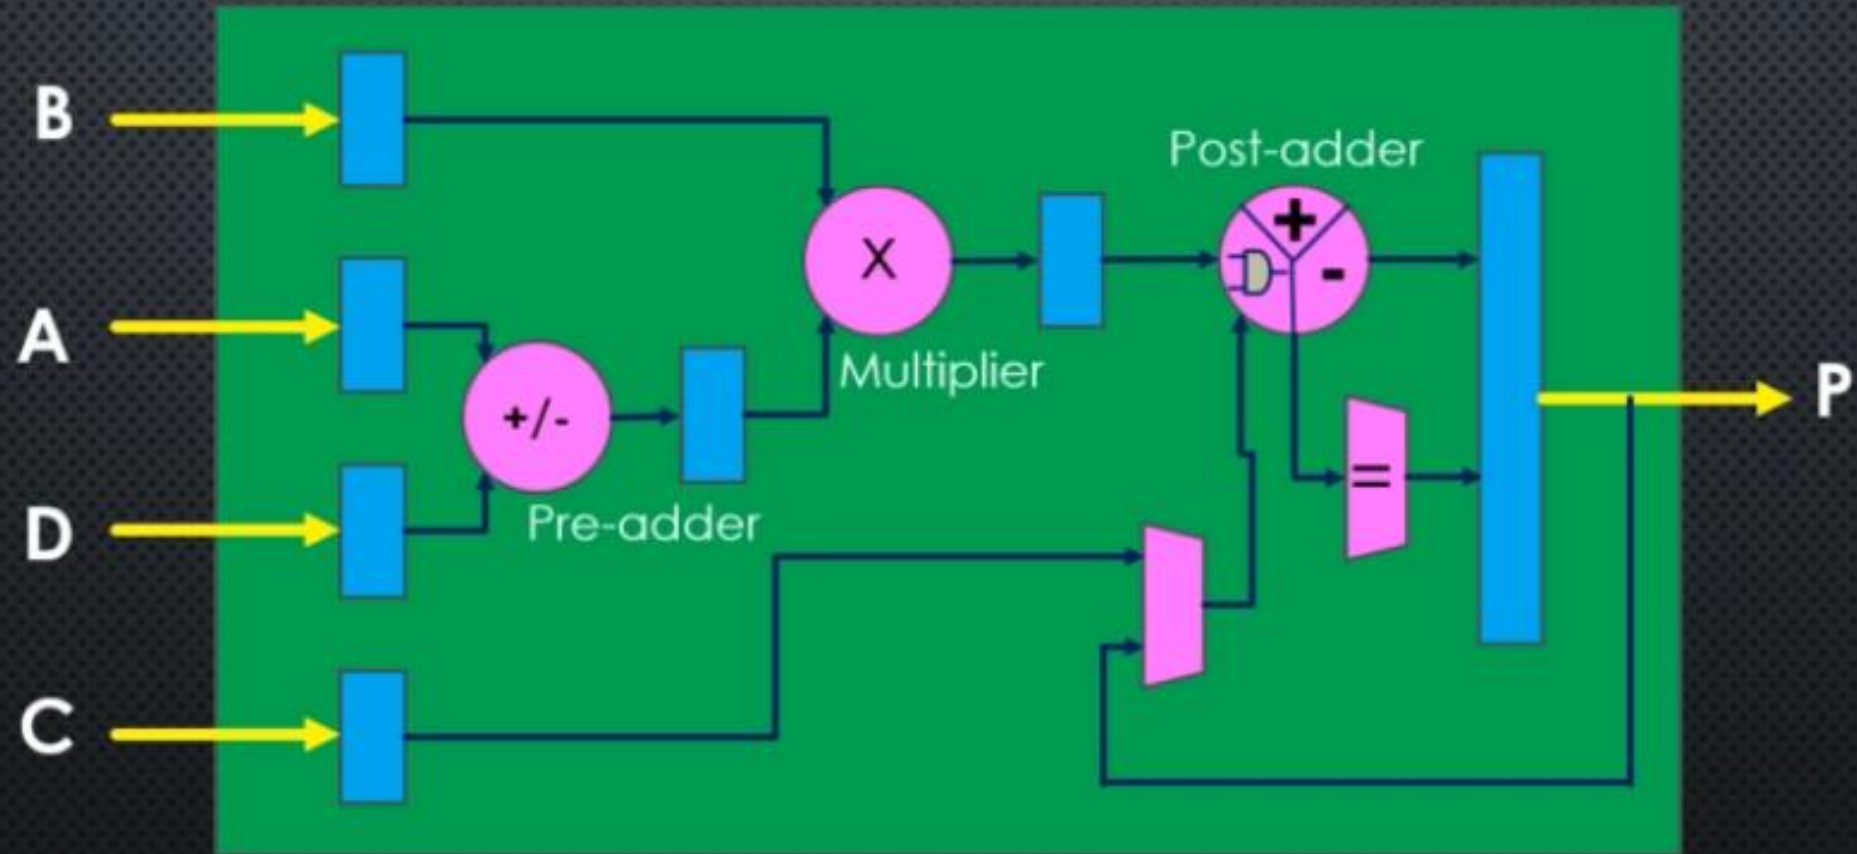 B
Post-adder
+
X
-
A
Multiplier
+/-
P
=
D
Pre-adder
C